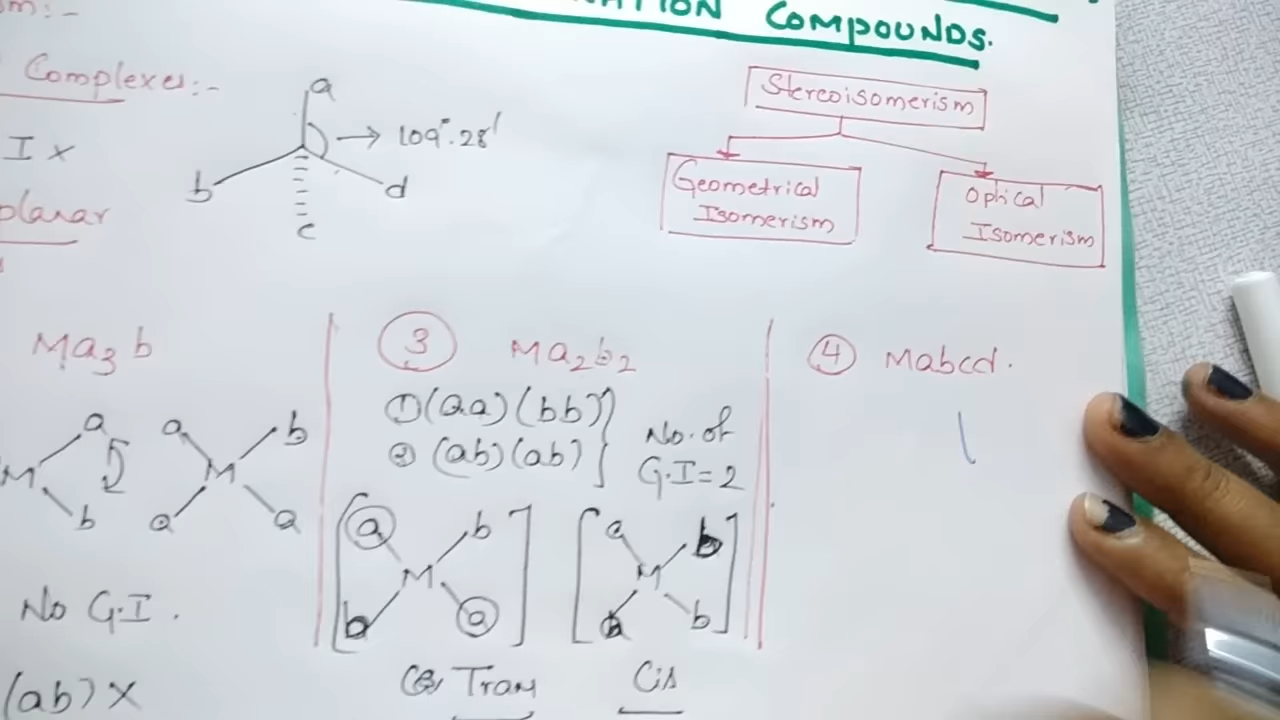 COMPOUNDS.
Complexes:-
I x
planar
a
109°.28'
b
d
c
Stereoisomerism
Geometrical
Isomerism
Optical
Isomerism
Ma3 b
a
M
b
a
b
M
a
a
No G.I.
(ab) X
3
Ma2b2
① (aa) (bb)
② (ab) (ab)
No. of
G.I = 2
a
b
M
b
a
Trans
a
b
M
a
b
Cis
④ Mabcd.